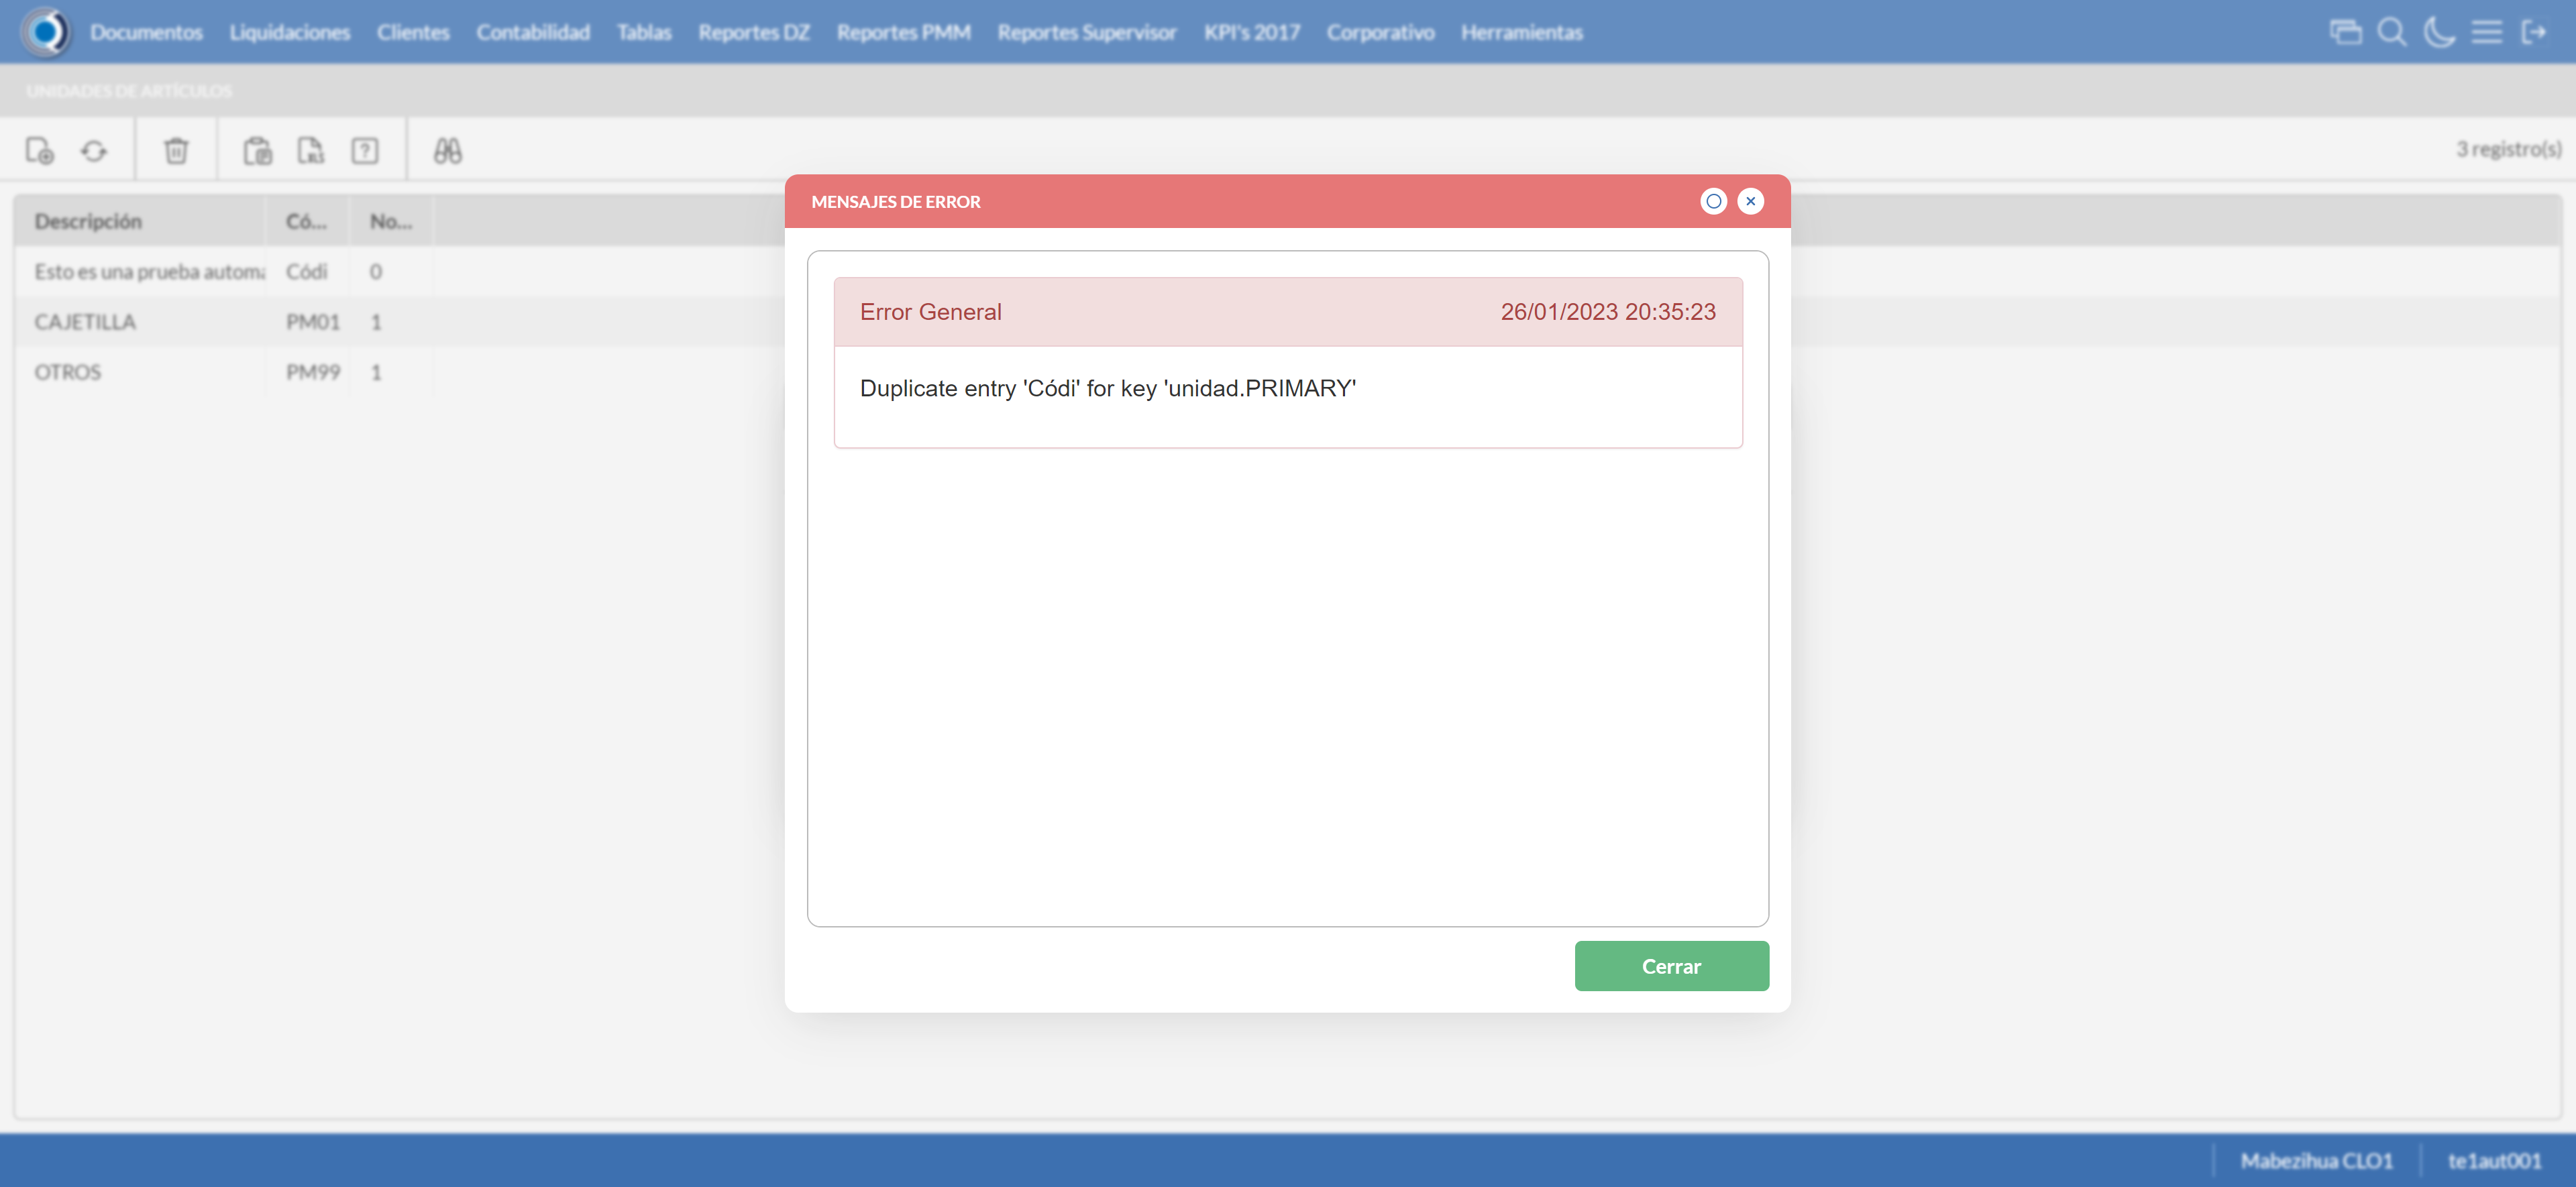 Documentos Liquidaciones Clientes Contabilidad Tablas Reportes DZ Reportes PMM Reportes Supervisor KPI's 2017 Corporativo Herramientas
UNIDADES DE ARTÍCULOS
3 registro(s)
MENSAJES DE ERROR
Descripción Có... No...
Esto es una prueba automa Códi 0
CAJETILLA PM01 1
OTROS PM99 1
Error General 26/01/2023 20:35:23
Duplicate entry 'Códi' for key 'unidad.PRIMARY'
Cerrar
Mabezihua CLO1 te1aut001